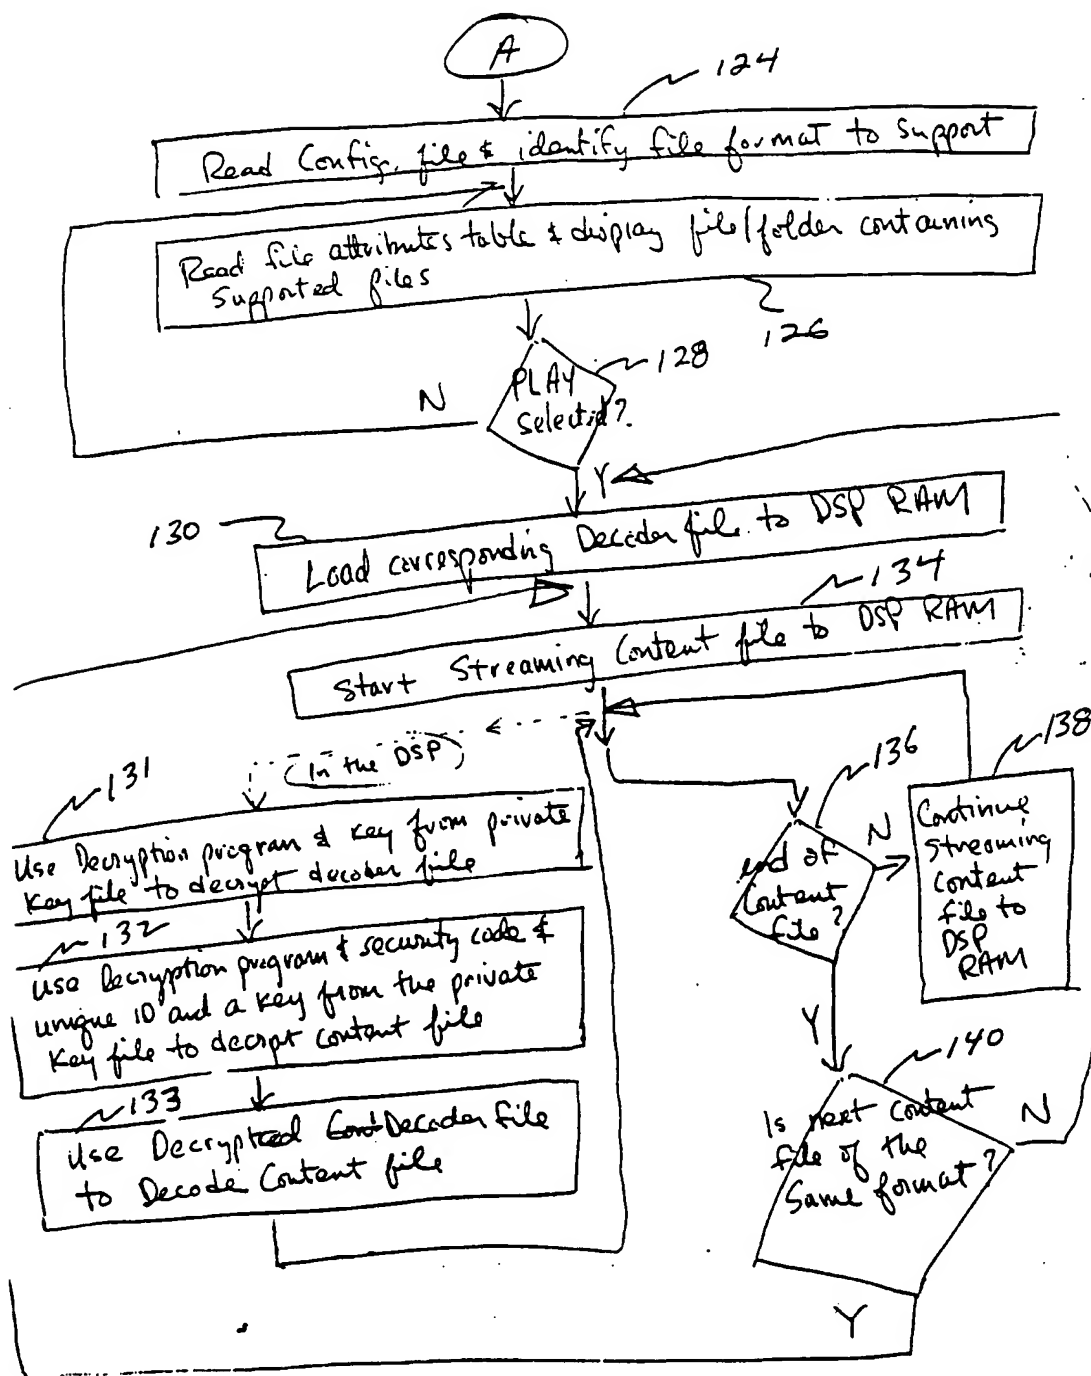 A
124
Read Config. file & identify file format to support
Read file attributes table & display file/folder containing
supported files
126
128
PLAY
selected?
N
Y
130
Load corresponding Decoder file to DSP RAM
134
Start Streaming Content file to DSP RAM
(In the DSP)
131
Use Decryption program & key from private
key file to decrypt decoder file
132
Use Decryption program & security code &
unique ID and a key from the private
key file to decrypt content file
133
Use Decrypted Decoder file
to Decode Content file
136
end of
Content
file?
N
Y
138
Continue
Streaming
Content
file to
DSP
RAM
140
Is next content
file of the
same format?
N
Y